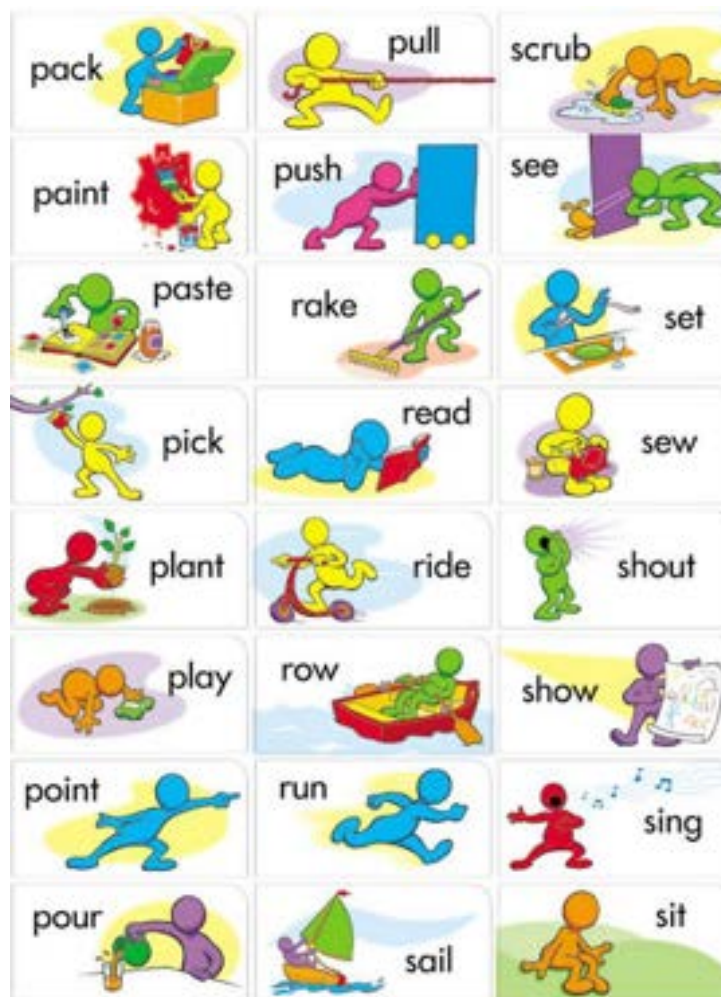 pack
pull
scrub
paint
push
see
paste
rake
set
pick
read
sew
plant
ride
shout
play
row
show
point
run
sing
pour
sail
sit